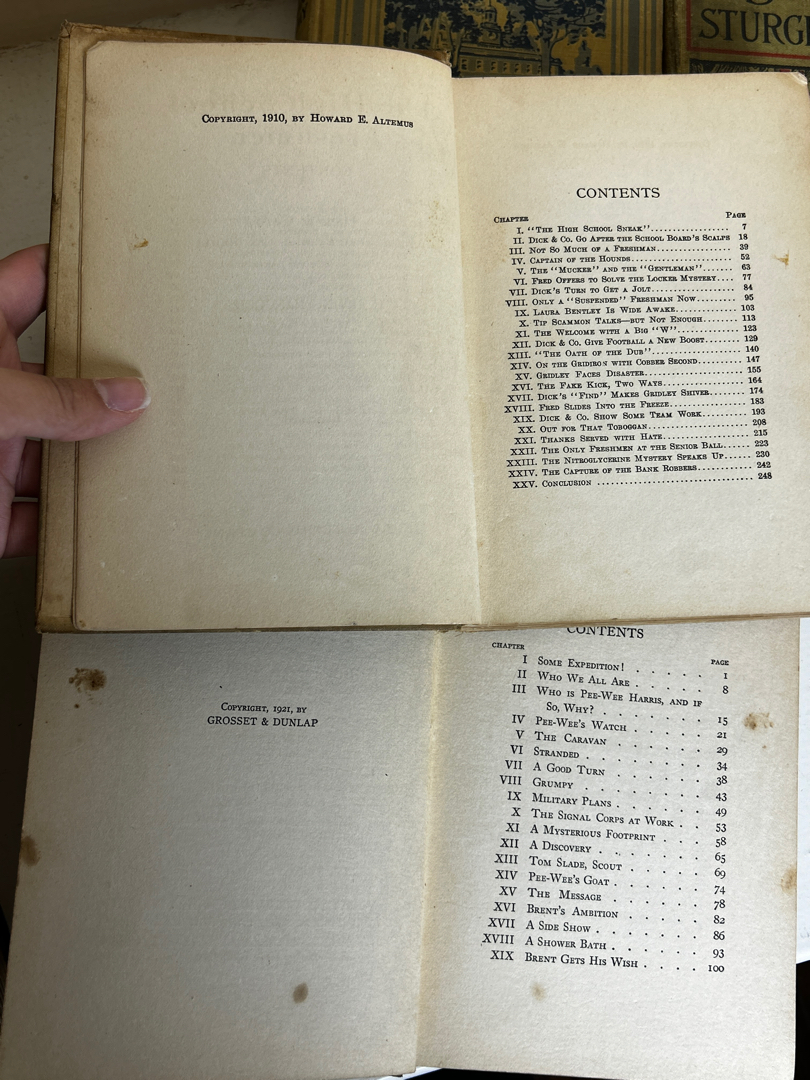 STURG
COPYRIGHT, 1910, BY HOWARD E. ALTEMUS
CONTENTS
CHAPTER PAGE
I. "THE HIGH SCHOOL SNEAK".................. 7
II. DICK & CO. GO AFTER THE SCHOOL BOARD'S SCALPS 18
III. NOT SO MUCH OF A FRESHMAN................... 39
IV. CAPTAIN OF THE HOUNDS........................ 52
V. THE "MUCKER" AND THE "GENTLEMAN"....... 63
VI. FRED OFFERS TO SOLVE THE LOCKER MYSTERY.... 77
VII. DICK'S TURN TO GET A JOLT.................. 84
VIII. ONLY A "SUSPENDED" FRESHMAN NOW......... 95
IX. LAURA BENTLEY IS WIDE AWAKE............... 103
X. TIP SCAMMON TALKS—BUT NOT ENOUGH........ 113
XI. THE WELCOME WITH A BIG "W"............... 123
XII. DICK & CO. GIVE FOOTBALL A NEW BOOST....... 129
XIII. "THE OATH OF THE DUB"..................... 140
XIV. ON THE GRIDIRON WITH COBBER SECOND........ 147
XV. GRIDLEY FACES DISASTER...................... 155
XVI. THE FAKE KICK, TWO WAYS................... 164
XVII. DICK'S "FIND" MAKES GRIDLEY SHIVER....... 174
XVIII. FRED SLIDES INTO THE FREEZE............... 183
XIX. DICK & CO. SHOW SOME TEAM WORK.......... 193
XX. OUT FOR THAT TOBOGGAN..................... 208
XXI. THANKS SERVED WITH HATE.................. 215
XXII. THE ONLY FRESHMEN AT THE SENIOR BALL..... 223
XXIII. THE NITROGLYCERINE MYSTERY SPEAKS UP...... 230
XXIV. THE CAPTURE OF THE BANK ROBBERS........... 242
XXV. CONCLUSION .................................. 248
COPYRIGHT, 1921, BY
GROSSET & DUNLAP
CONTENTS
CHAPTER PAGE
I SOME EXPEDITION! . . . . . 1
II WHO WE ALL ARE . . . . . 8
III WHO IS PEE-WEE HARRIS, AND IF
SO, WHY? . . . . . . 15
IV PEE-WEE'S WATCH . . . . . 21
V THE CARAVAN . . . . . . 29
VI STRANDED . . . . . . . 34
VII A GOOD TURN . . . . . . 38
VIII GRUMPY . . . . . . . 43
IX MILITARY PLANS . . . . . 49
X THE SIGNAL CORPS AT WORK . . 53
XI A MYSTERIOUS FOOTPRINT . . . 58
XII A DISCOVERY . . . . . . 65
XIII TOM SLADE, SCOUT . . . . . 69
XIV PEE-WEE'S GOAT . . . . . 74
XV THE MESSAGE . . . . . . 78
XVI BRENT'S AMBITION . . . . . 82
XVII A SIDE SHOW . . . . . . 86
XVIII A SHOWER BATH . . . . . 93
XIX BRENT GETS HIS WISH . . . . 100